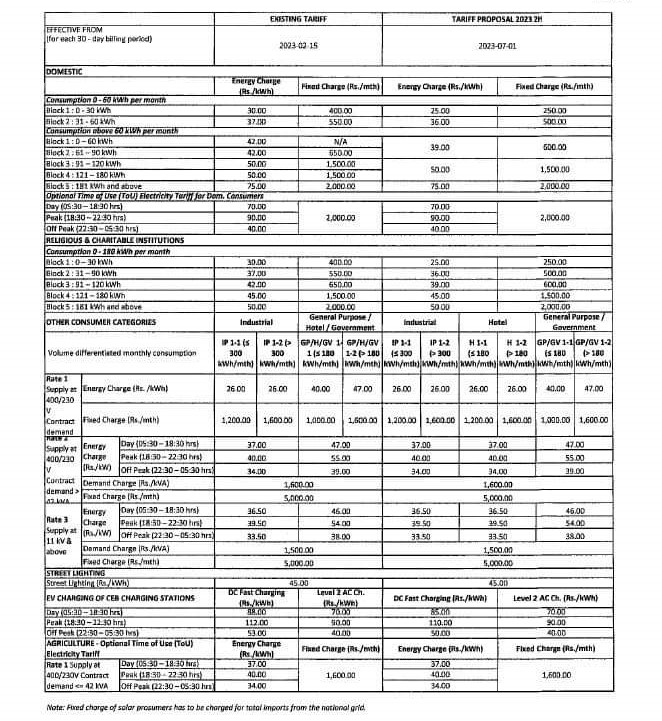 EXISTING TARIFF TARIFF PROPOSAL 2023 2H
EFFECTIVE FROM
(for each 30 - day billing period) 2023-02-15 2023-07-01
DOMESTIC
Energy Charge (Rs./kWh) Fixed Charge (Rs./mth) Energy Charge (Rs./kWh) Fixed Charge (Rs./mth)
Consumption 0 - 60 kWh per month
Block 1 : 0 - 30 kWh 30.00 400.00 25.00 250.00
Block 2 : 31 - 60 kWh 37.00 550.00 36.00 500.00
Consumption above 60 kWh per month
Block 1 : 0 – 60 kWh 42.00 N/A 39.00 600.00
Block 2 : 61 – 90 kWh 42.00 650.00
Block 3 : 91 – 120 kWh 50.00 1,500.00 50.00 1,500.00
Block 4 : 121 – 180 kWh 50.00 1,500.00
Block 5 : 181 kWh and above 75.00 2,000.00 75.00 2,000.00
Optional Time of Use (ToU) Electricity Tariff for Dom. Consumers
Day (05:30 – 18:30 hrs) 70.00 2,000.00 70.00 2,000.00
Peak (18:30 – 22:30 hrs) 90.00 90.00
Off Peak (22:30 – 05:30 hrs) 40.00 40.00
RELIGIOUS & CHARITABLE INSTITUTIONS
Consumption 0 - 180 kWh per month
Block 1 : 0 – 30 kWh 30.00 400.00 25.00 250.00
Block 2 : 31 – 90 kWh 37.00 550.00 36.00 500.00
Block 3 : 91 – 120 kWh 42.00 650.00 39.00 600.00
Block 4 : 121 – 180 kWh 45.00 1,500.00 45.00 1,500.00
Block 5 : 181 kWh and above 50.00 2,000.00 50.00 2,000.00
OTHER CONSUMER CATEGORIES Industrial General Purpose / Hotel / Government Industrial Hotel General Purpose / Government
Volume differentiated monthly consumption IP 1-1 (≤ 300 kWh/mth) IP 1-2 (> 300 kWh/mth) GP/H/GV 1-1 (≤ 180 kWh/mth) GP/H/GV 1-2 (> 180 kWh/mth) IP 1-1 (≤ 300 kWh/mth) IP 1-2 (> 300 kWh/mth) H 1-1 (≤ 180 kWh/mth) H 1-2 (> 180 kWh/mth) GP/GV 1-1 (≤ 180 kWh/mth) GP/GV 1-2 (> 180 kWh/mth)
Rate 1 Supply at 400/230 V Contract demand
Energy Charge (Rs. /kWh) 26.00 26.00 40.00 47.00 26.00 26.00 26.00 26.00 40.00 47.00
Fixed Charge (Rs./mth) 1,200.00 1,600.00 1,000.00 1,600.00 1,200.00 1,600.00 1,200.00 1,600.00 1,000.00 1,600.00
Rate 2 Supply at 400/230 V Contract demand >
Energy Charge (Rs./kW) Day (05:30 – 18:30 hrs) 37.00 47.00 37.00 37.00 47.00
Peak (18:30 – 22:30 hrs) 40.00 55.00 40.00 40.00 55.00
Off Peak (22:30 – 05:30 hrs) 34.00 39.00 34.00 34.00 39.00
Demand Charge (Rs./kVA) 1,600.00 1,600.00
Fixed Charge (Rs./mth) 5,000.00 5,000.00
Rate 3 Supply at 11 kV & above
Energy Charge (Rs./kW) Day (05:30 – 18:30 hrs) 36.50 46.00 36.50 36.50 46.00
Peak (18:30 – 22:30 hrs) 39.50 54.00 39.50 39.50 54.00
Off Peak (22:30 – 05:30 hrs) 33.50 38.00 33.50 33.50 38.00
Demand Charge (Rs./kVA) 1,500.00 1,500.00
Fixed Charge (Rs./mth) 5,000.00 5,000.00
STREET LIGHTING
Street Lighting (Rs./kWh) 45.00 45.00
EV CHARGING OF CEB CHARGING STATIONS DC Fast Charging (Rs./kWh) Level 2 AC Ch. (Rs./kWh) DC Fast Charging (Rs./kWh) Level 2 AC Ch. (Rs./kWh)
Day (05:30 – 18:30 hrs) 88.00 70.00 85.00 70.00
Peak (18:30 – 22:30 hrs) 112.00 90.00 110.00 90.00
Off Peak (22:30 - 05:30 hrs) 53.00 40.00 50.00 40.00
AGRICULTURE - Optional Time of Use (ToU) Electricity Tariff Energy Charge (Rs./kWh) Fixed Charge (Rs./mth) Energy Charge (Rs./kWh) Fixed Charge (Rs./mth)
Rate 1 Supply at 400/230V Contract demand <= 42 kVA
Day (05:30 – 18:30 hrs) 37.00 1,600.00 37.00 1,600.00
Peak (18:30 - 22:30 hrs) 40.00 40.00
Off Peak (22:30 – 05:30 hrs) 34.00 34.00
Note: Fixed charge of solar prosumers has to be charged for total imports from the national grid.